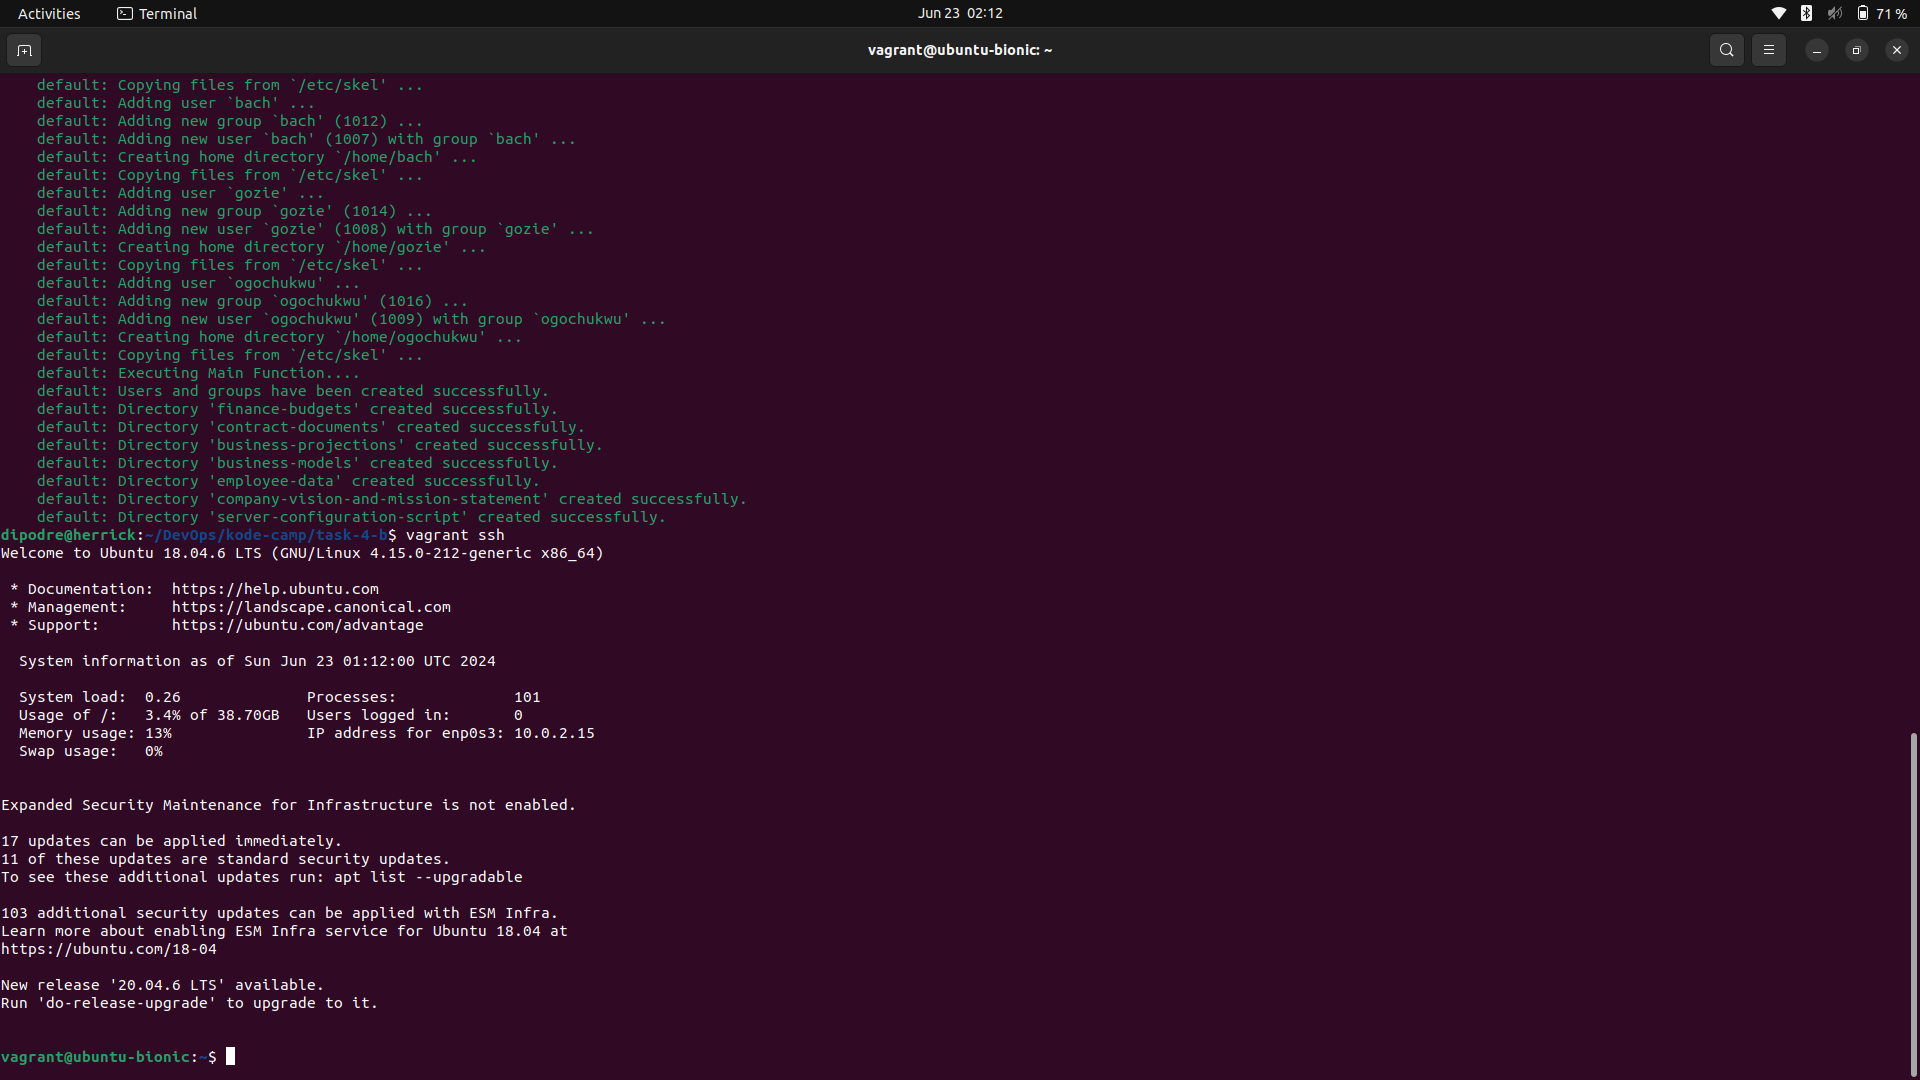 Activities
Terminal
Jun 23 02:12
71 %
vagrant@ubuntu-bionic: ~
default: Copying files from `/etc/skel' ...
default: Adding user `bach' ...
default: Adding new group `bach' (1012) ...
default: Adding new user `bach' (1007) with group `bach' ...
default: Creating home directory `/home/bach' ...
default: Copying files from `/etc/skel' ...
default: Adding user `gozie' ...
default: Adding new group `gozie' (1014) ...
default: Adding new user `gozie' (1008) with group `gozie' ...
default: Creating home directory `/home/gozie' ...
default: Copying files from `/etc/skel' ...
default: Adding user `ogochukwu' ...
default: Adding new group `ogochukwu' (1016) ...
default: Adding new user `ogochukwu' (1009) with group `ogochukwu' ...
default: Creating home directory `/home/ogochukwu' ...
default: Copying files from `/etc/skel' ...
default: Executing Main Function....
default: Users and groups have been created successfully.
default: Directory 'finance-budgets' created successfully.
default: Directory 'contract-documents' created successfully.
default: Directory 'business-projections' created successfully.
default: Directory 'business-models' created successfully.
default: Directory 'employee-data' created successfully.
default: Directory 'company-vision-and-mission-statement' created successfully.
default: Directory 'server-configuration-script' created successfully.
dipodre@herrick:~/DevOps/kode-camp/task-4-b$ vagrant ssh
Welcome to Ubuntu 18.04.6 LTS (GNU/Linux 4.15.0-212-generic x86_64)
* Documentation:  https://help.ubuntu.com
* Management:     https://landscape.canonical.com
* Support:        https://ubuntu.com/advantage
System information as of Sun Jun 23 01:12:00 UTC 2024
System load:  0.26              Processes:             101
Usage of /:   3.4% of 38.70GB   Users logged in:       0
Memory usage: 13%               IP address for enp0s3: 10.0.2.15
Swap usage:   0%
Expanded Security Maintenance for Infrastructure is not enabled.
17 updates can be applied immediately.
11 of these updates are standard security updates.
To see these additional updates run: apt list --upgradable
103 additional security updates can be applied with ESM Infra.
Learn more about enabling ESM Infra service for Ubuntu 18.04 at
https://ubuntu.com/18-04
New release '20.04.6 LTS' available.
Run 'do-release-upgrade' to upgrade to it.
vagrant@ubuntu-bionic:~$